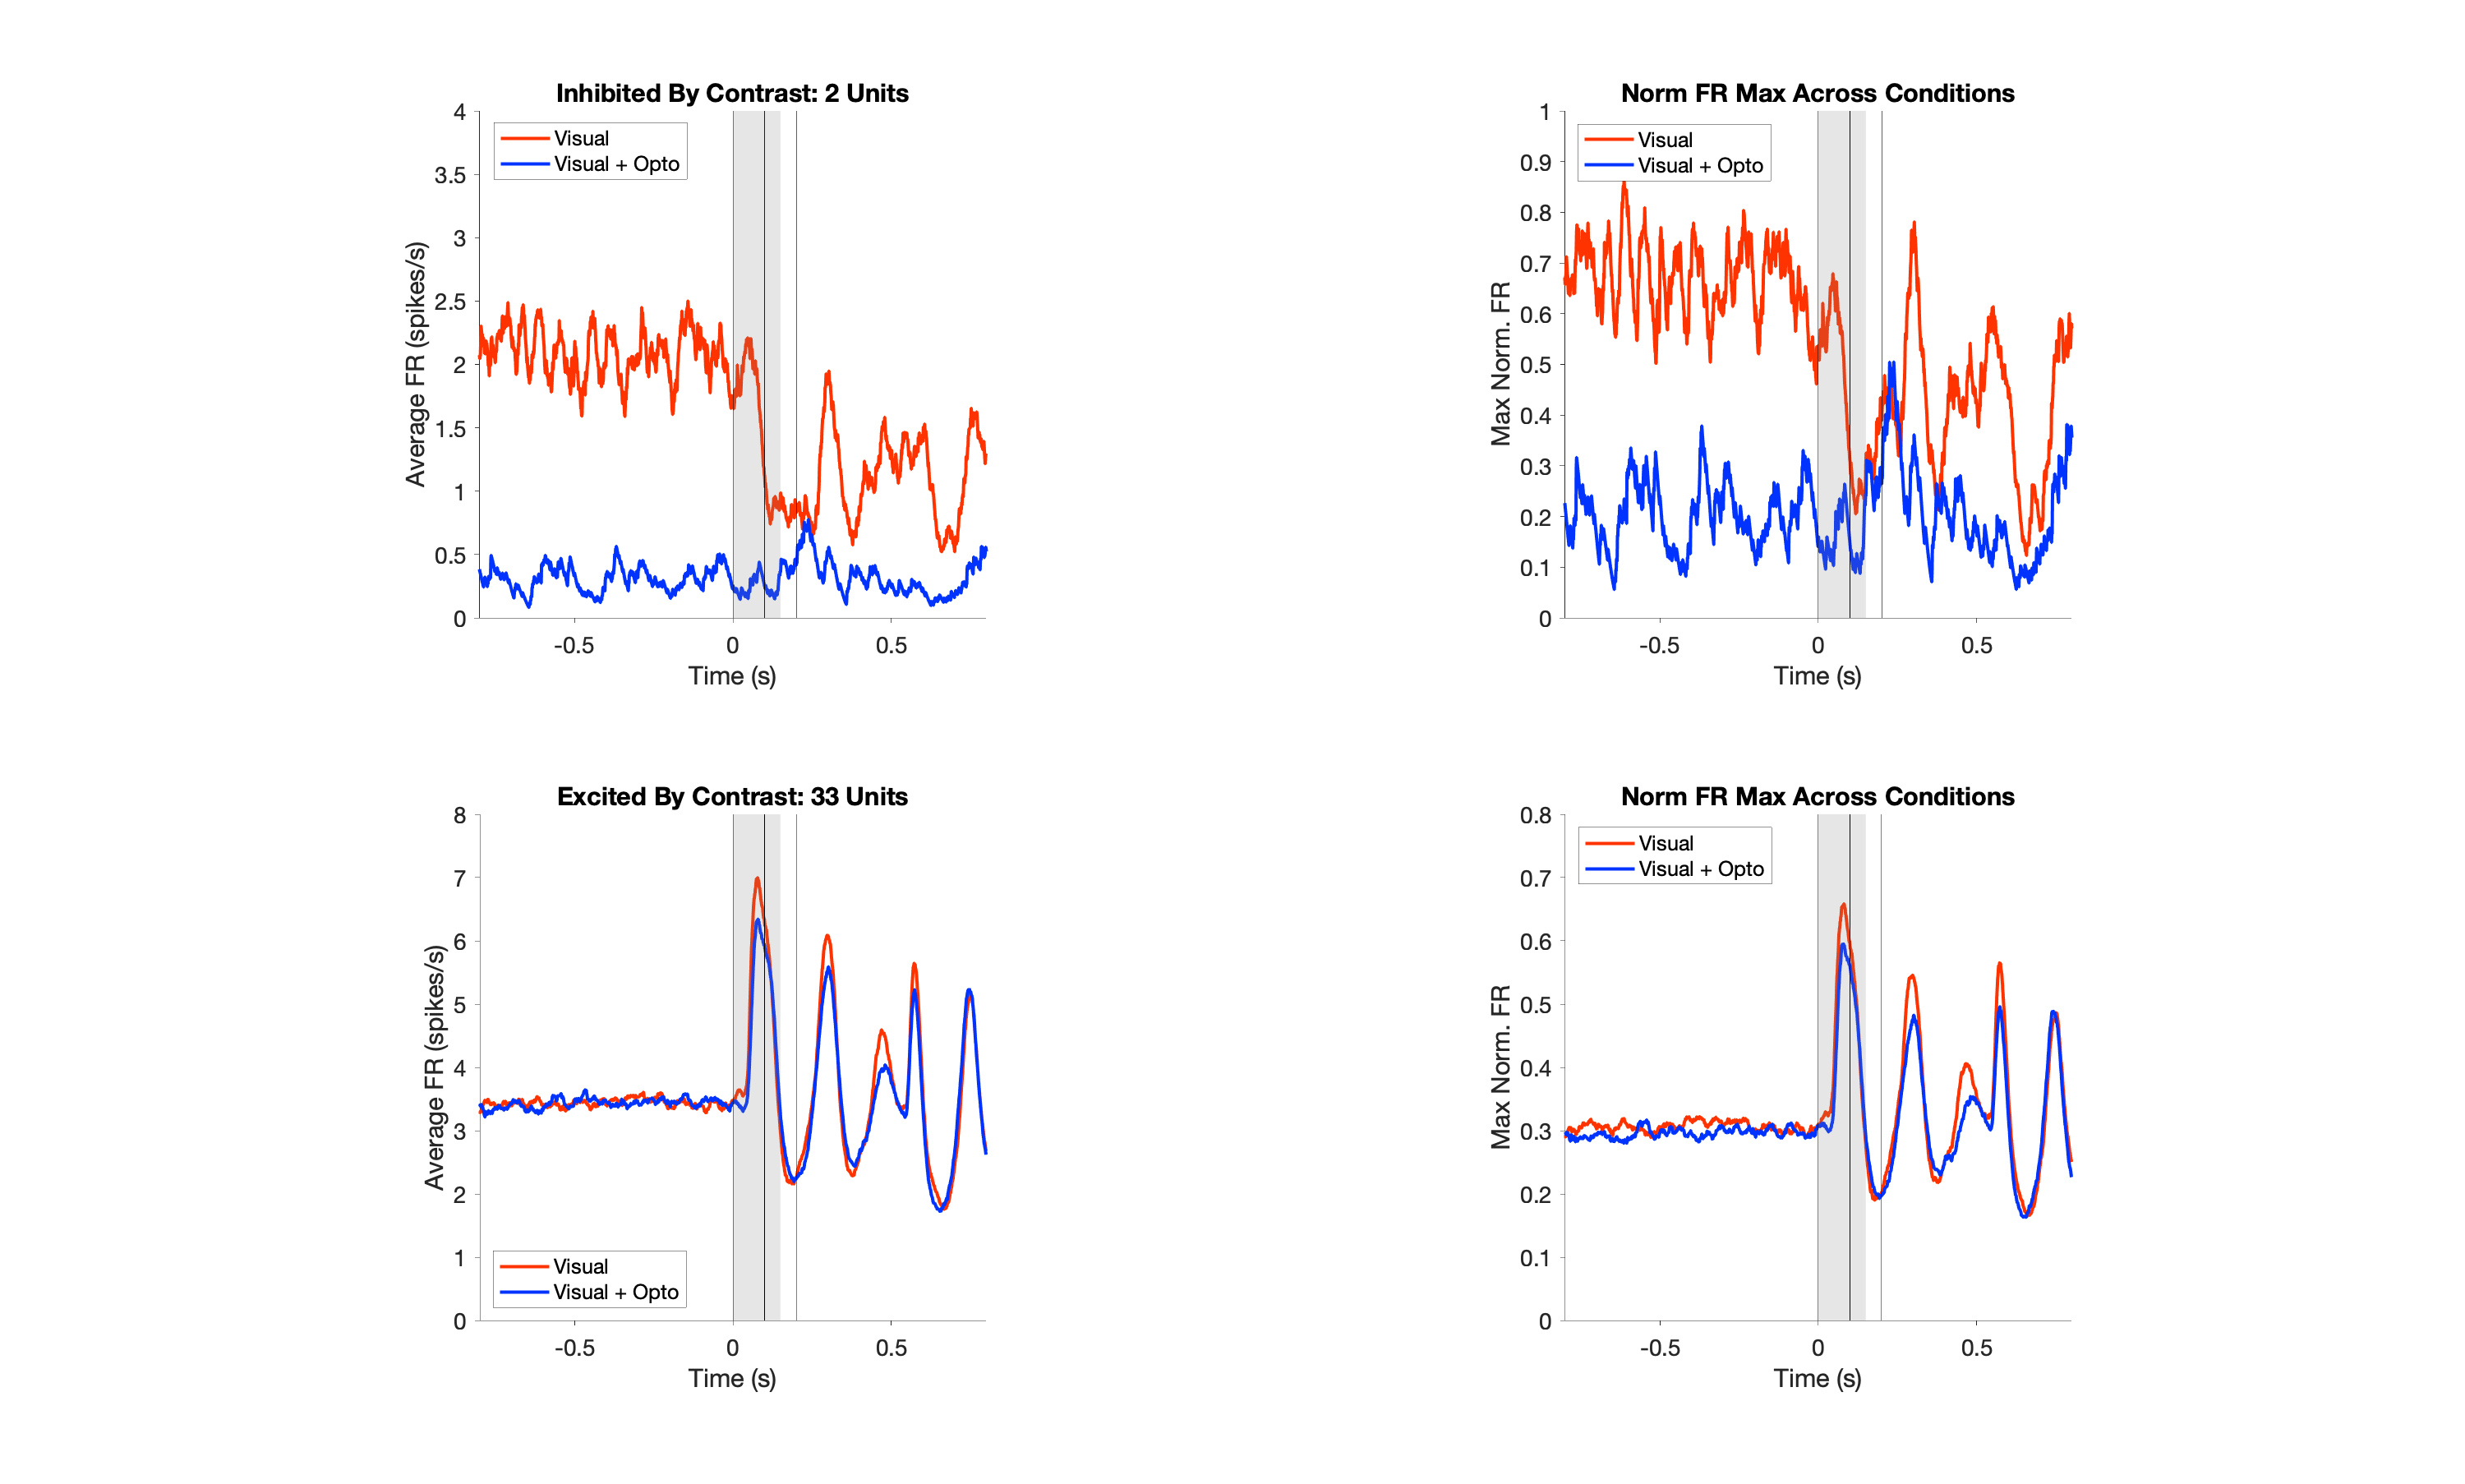 Inhibited By Contrast: 2 Units
Visual
Visual + Opto
4
3.5
3
2.5
2
1.5
1
0.5
0
Average FR (spikes/s)
-0.5
0
0.5
Time (s)
Norm FR Max Across Conditions
Visual
Visual + Opto
1
0.9
0.8
0.7
0.6
0.5
0.4
0.3
0.2
0.1
0
Max Norm. FR
-0.5
0
0.5
Time (s)
Excited By Contrast: 33 Units
8
7
6
5
4
3
2
1
0
Average FR (spikes/s)
Visual
Visual + Opto
-0.5
0
0.5
Time (s)
Norm FR Max Across Conditions
Visual
Visual + Opto
0.8
0.7
0.6
0.5
0.4
0.3
0.2
0.1
0
Max Norm. FR
-0.5
0
0.5
Time (s)